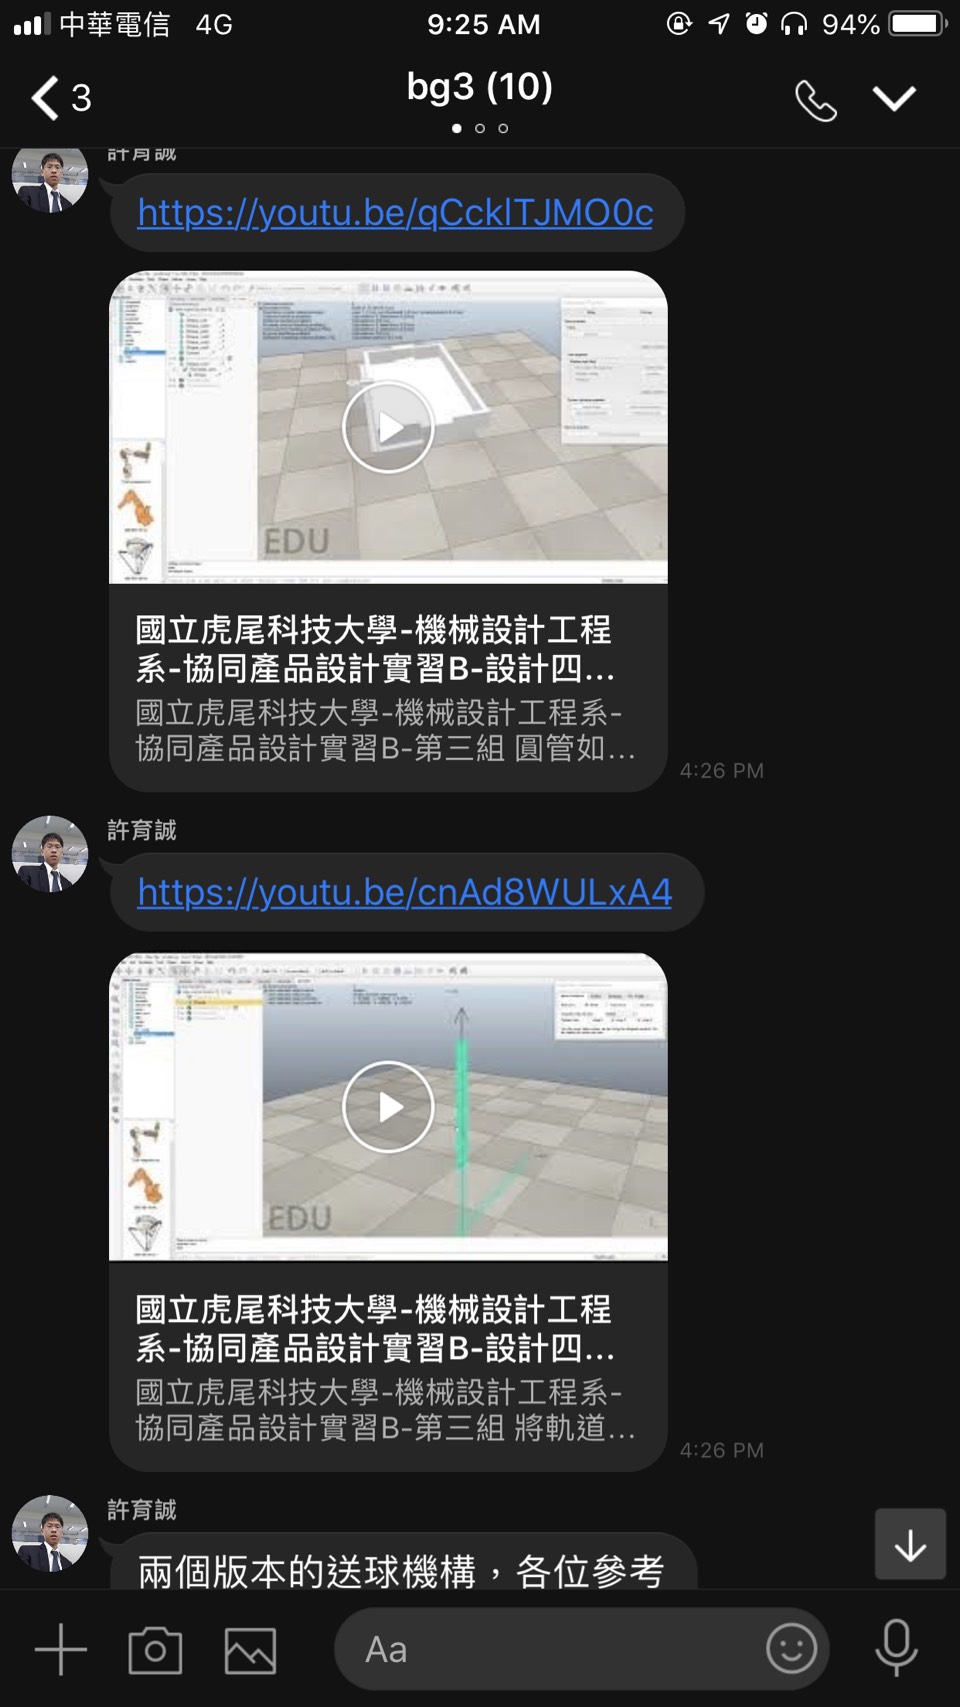 中華電信 4G 9:25 AM 94%
3 bg3 (10)
許育誠
https://youtu.be/qCcklTJMO0c
EDU
國立虎尾科技大學-機械設計工程
系-協同產品設計實習B-設計四...
國立虎尾科技大學-機械設計工程系-
協同產品設計實習B-第三組 圓管如...
4:26 PM
許育誠
https://youtu.be/cnAd8WULxA4
EDU
國立虎尾科技大學-機械設計工程
系-協同產品設計實習B-設計四...
國立虎尾科技大學-機械設計工程系-
協同產品設計實習B-第三組 將軌道...
4:26 PM
許育誠
兩個版本的送球機構，各位參考
Aa